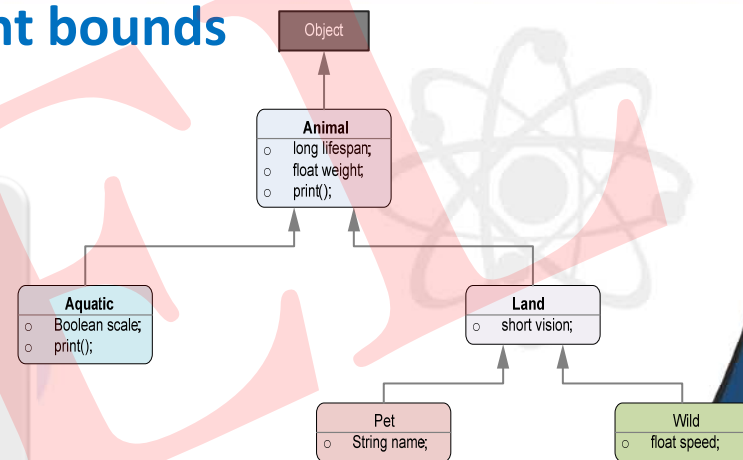 nt bounds
Object
Animal
long lifespan;
float weight;
print();
Aquatic
Boolean scale;
print();
Land
short vision;
Pet
String name;
Wild
float speed;